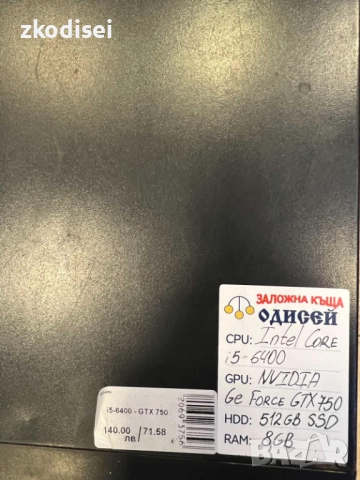 zkodisei
ЗАЛОЖНА КЪЩА
ОДИСЕЙ
CPU: Intel CORE
i5-6400
GPU: NVIDIA
Ge FORCE GTX 750
HDD: 512GB SSD
RAM: 8GB
i5-6400 - GTX 750
140.00 /71.58
лв
BAZAR